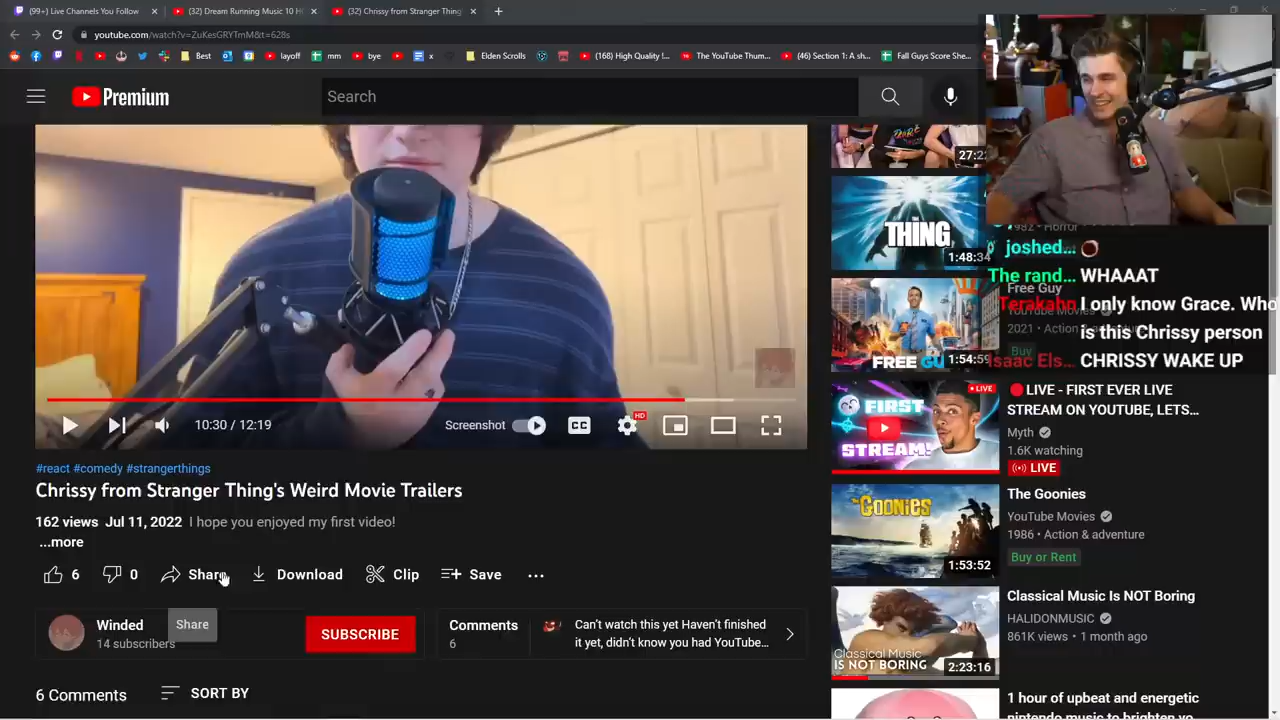 (99+) Live Channels You Follow
(32) Dream Running Music 10 H
(32) Chrissy from Stranger Thing
youtube.com/watch?v=ZuKesGRYTmM&t=628s
Best
layoff
mm
bye
x
Elden Scrolls
(168) High Quality I...
The YouTube Thum...
(46) Section 1: A sh...
Fall Guys Score She...
Premium
Search
27:2
THE
THING
1:48:34
1982 • Horror
joshed...
The rand... WHAAAT
Terakahn I only know Grace. Who
is this Chrissy person
Isaac Els... CHRISSY WAKE UP
Free Guy
YouTube Movies
2021 • Action &
Buy
FREE GU
1:54:59
10:30 / 12:19
Screenshot
CC
HD
FIRST
STREAM!
LIVE
LIVE - FIRST EVER LIVE
STREAM ON YOUTUBE, LETS...
Myth
1.6K watching
LIVE
#react #comedy #strangerthings
Chrissy from Stranger Thing's Weird Movie Trailers
162 views Jul 11, 2022 I hope you enjoyed my first video!
...more
6
0
Share
Download
Clip
Save
Share
THE
GOONIES
1:53:52
The Goonies
YouTube Movies
1986 • Action & adventure
Buy or Rent
Winded
14 subscribers
SUBSCRIBE
Comments
6
Can't watch this yet Haven't finished
it yet, didn't know you had YouTube...
Classical Music
IS NOT BORING
2:23:16
Classical Music Is NOT Boring
HALIDONMUSIC
861K views • 1 month ago
6 Comments
SORT BY
1 hour of upbeat and energetic
nintendo music to brighten yo